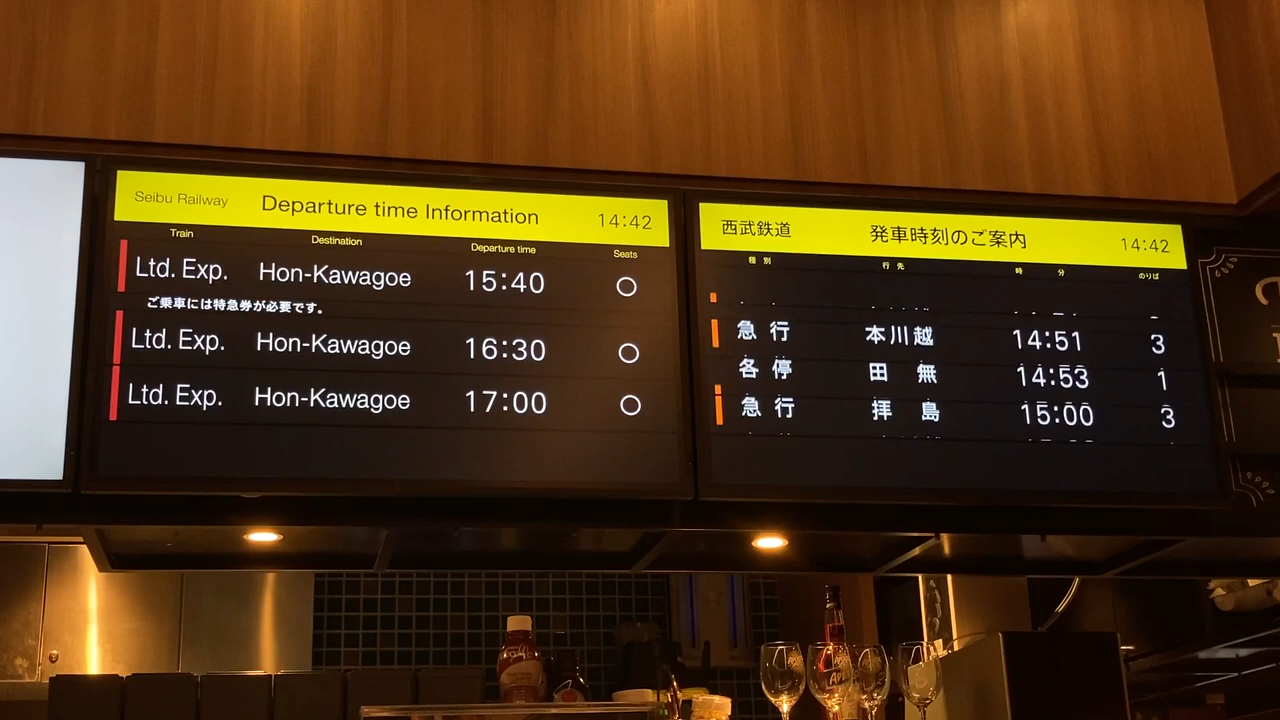 Seibu Railway Departure time Information 14:42
Train Destination Departure time Seats
Ltd. Exp. Hon-Kawagoe 15:40 ○
ご乗車には特急券が必要です。
Ltd. Exp. Hon-Kawagoe 16:30 ○
Ltd. Exp. Hon-Kawagoe 17:00 ○
西武鉄道 発車時刻のご案内 14:42
種別 行先 時 分 のりば
急行 本川越 14:51 3
各停 田無 14:53 1
急行 拝島 15:00 3